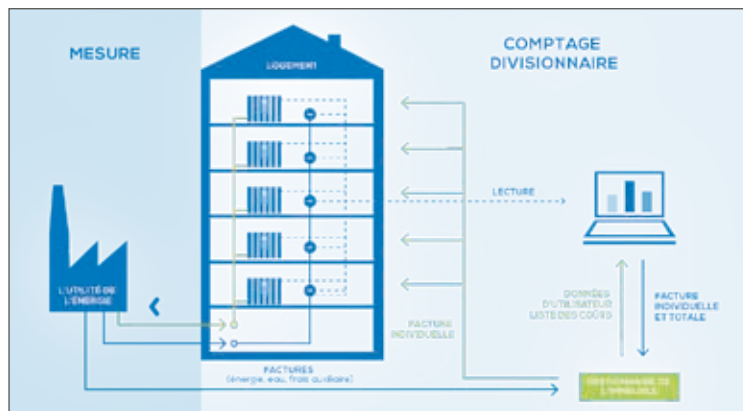 MESURE
COMPTAGE
DIVISIONNAIRE
LOGEMENT
LECTURE
L'UTILITÉ DE
L'ÉNERGIE
DONNÉES
D'UTILISATEUR
LISTE DES COÛTS
FACTURE
INDIVIDUELLE
ET TOTALE
FACTURE
INDIVIDUELLE
FACTURES
(énergie, eau, frais auxiliaire)
GESTIONNAIRE DE
L'IMMEUBLE